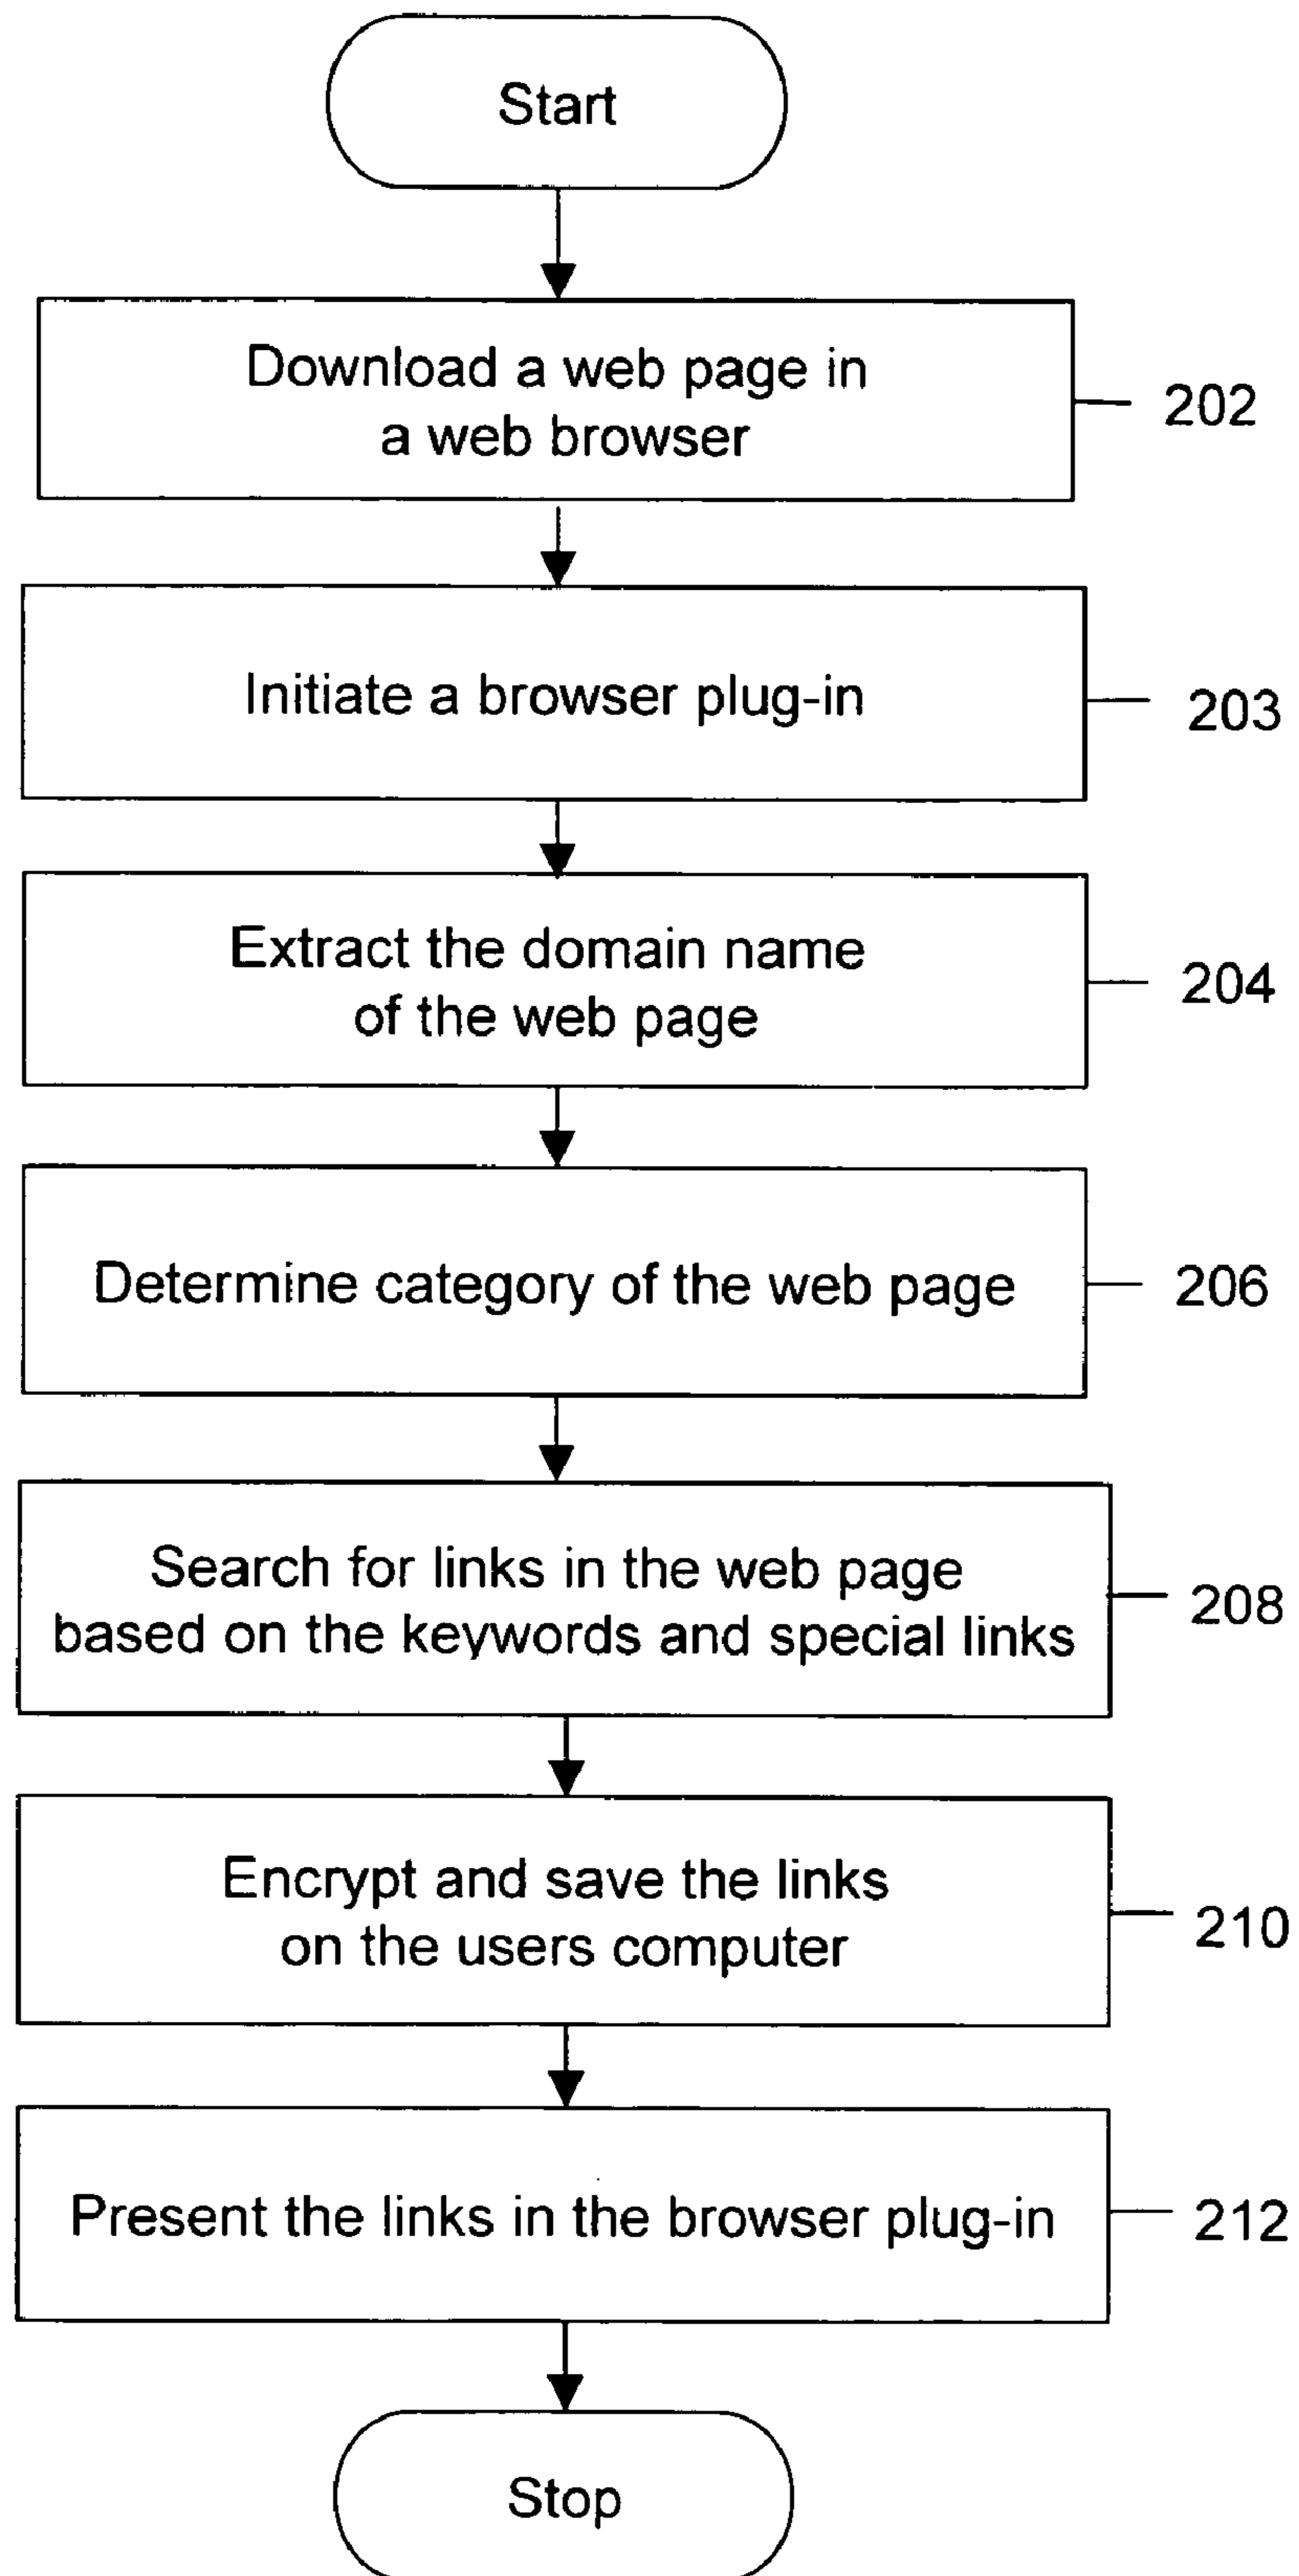 Start
Download a web page in
a web browser
202
Initiate a browser plug-in
203
Extract the domain name
of the web page
204
Determine category of the web page
206
Search for links in the web page
based on the keywords and special links
208
Encrypt and save the links
on the users computer
210
Present the links in the browser plug-in
212
Stop